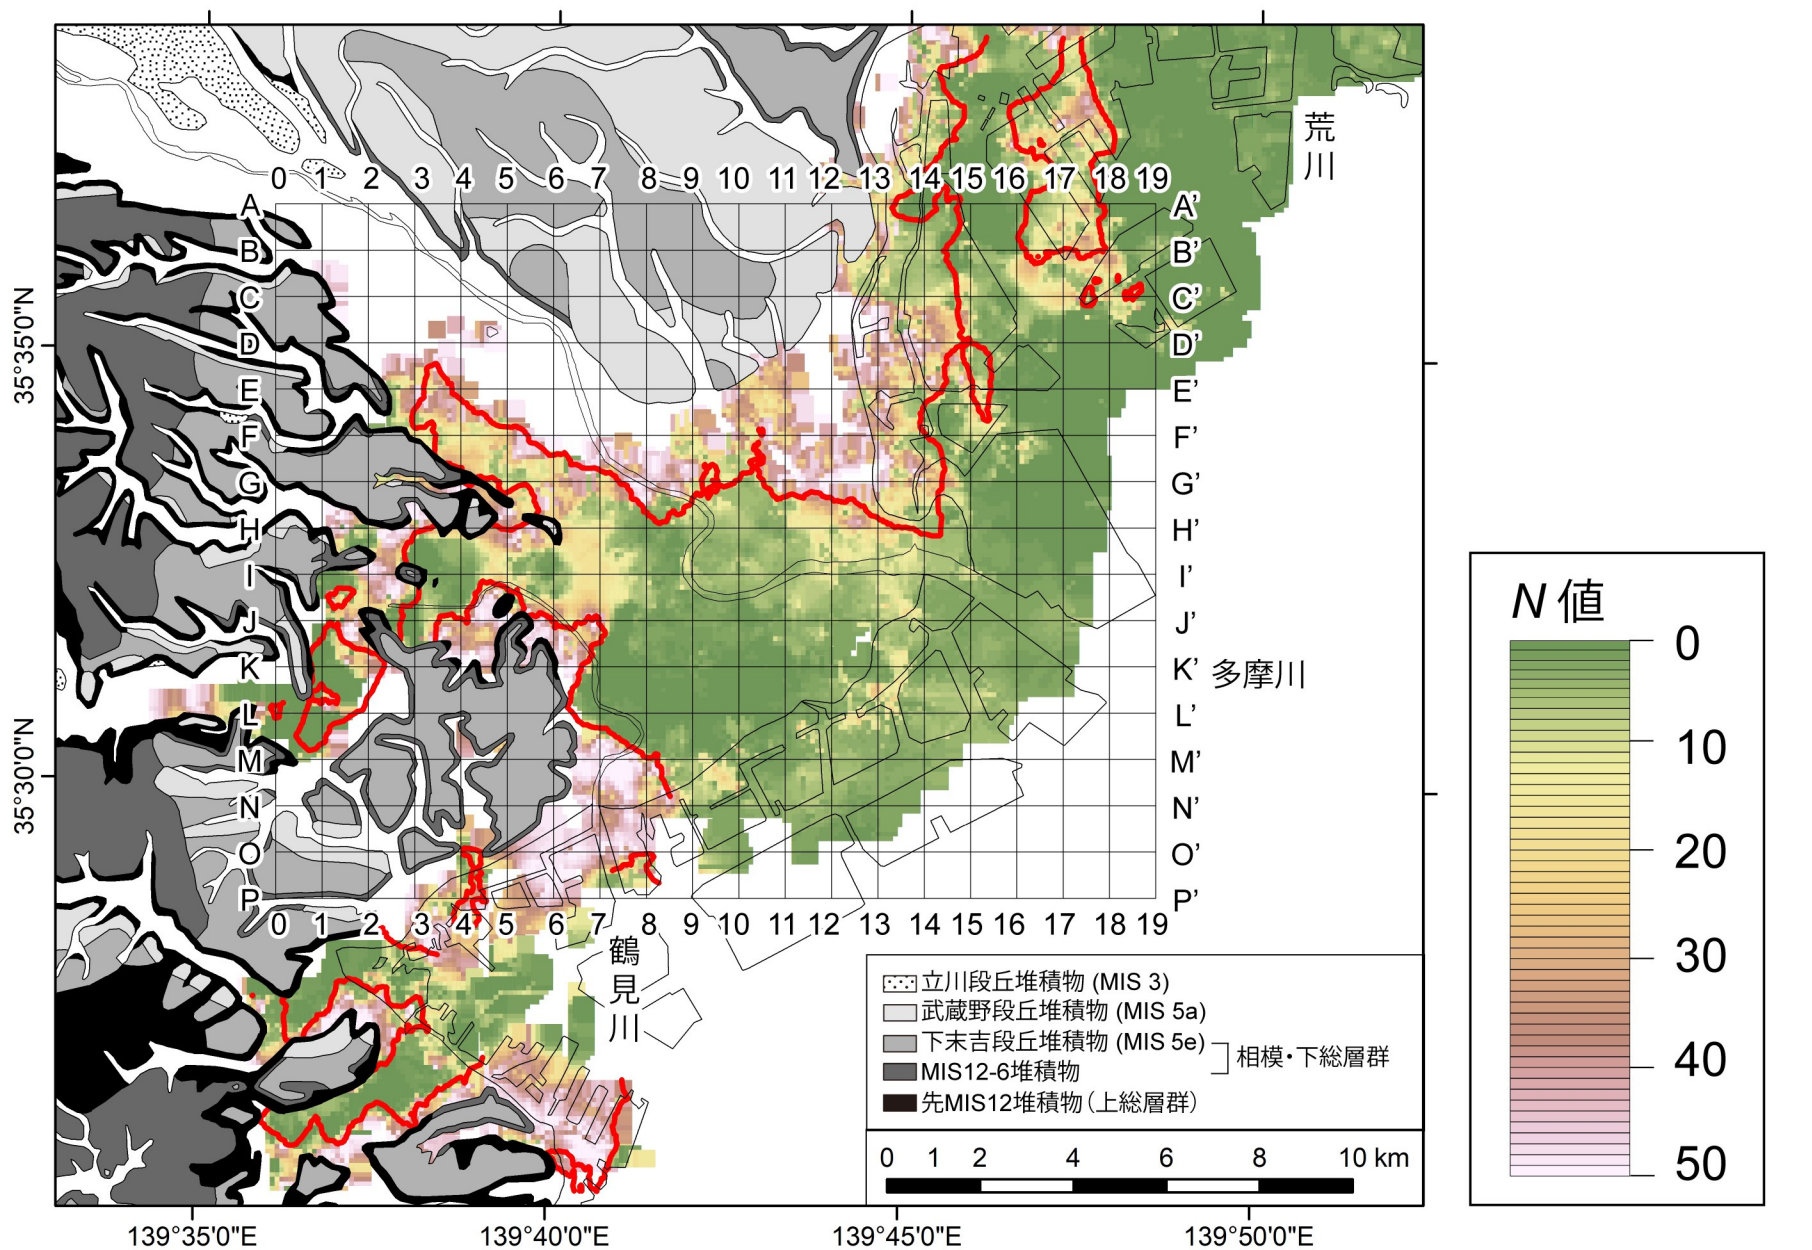 荒川
0 1 2 3 4 5 6 7 8 9 10 11 12 13 14 15 16 17 18 19
A A'
B B'
C C'
D D'
E E'
F F'
G G'
H H'
I I'
J J'
K K'
L L'
M M'
N N'
O O'
P P'
0 1 2 3 4 5 6 7 8 9 10 11 12 13 14 15 16 17 18 19
35°35'0"N
35°30'0"N
多摩川
鶴見川
立川段丘堆積物 (MIS 3)
武蔵野段丘堆積物 (MIS 5a)
下末吉段丘堆積物 (MIS 5e)
MIS12-6堆積物
先MIS12堆積物（上総層群）
相模・下総層群
0 1 2 4 6 8 10 km
139°35'0"E 139°40'0"E 139°45'0"E 139°50'0"E
N 値
0
10
20
30
40
50